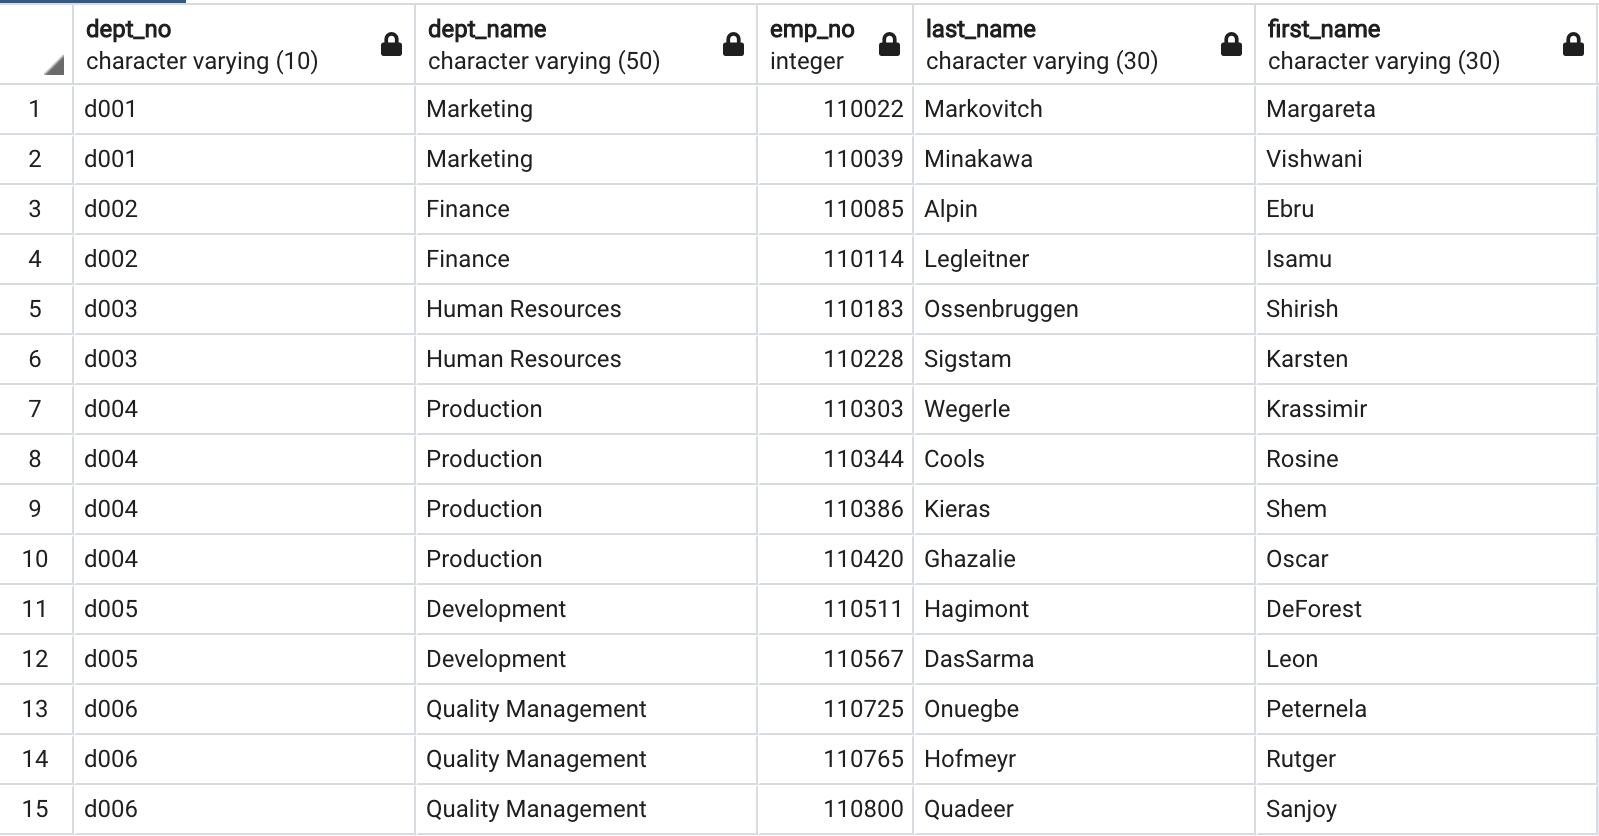 dept_no dept_name emp_no last_name first_name
character varying (10) character varying (50) integer character varying (30) character varying (30)
1 d001 Marketing 110022 Markovitch Margareta
2 d001 Marketing 110039 Minakawa Vishwani
3 d002 Finance 110085 Alpin Ebru
4 d002 Finance 110114 Legleitner Isamu
5 d003 Human Resources 110183 Ossenbruggen Shirish
6 d003 Human Resources 110228 Sigstam Karsten
7 d004 Production 110303 Wegerle Krassimir
8 d004 Production 110344 Cools Rosine
9 d004 Production 110386 Kieras Shem
10 d004 Production 110420 Ghazalie Oscar
11 d005 Development 110511 Hagimont DeForest
12 d005 Development 110567 DasSarma Leon
13 d006 Quality Management 110725 Onuegbe Peternela
14 d006 Quality Management 110765 Hofmeyr Rutger
15 d006 Quality Management 110800 Quadeer Sanjoy